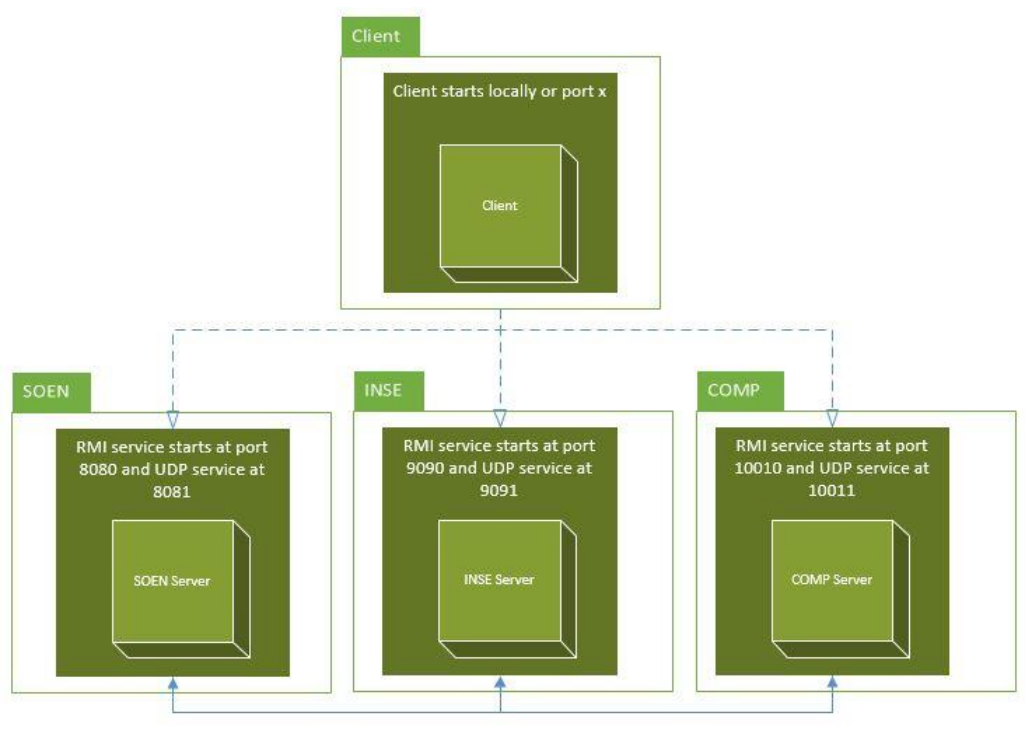 Client
Client starts locally or port x
Client
SOEN
RMI service starts at port
8080 and UDP service at
8081
SOEN Server
INSE
RMI service starts at port
9090 and UDP service at
9091
INSE Server
COMP
RMI service starts at port
10010 and UDP service at
10011
COMP Server